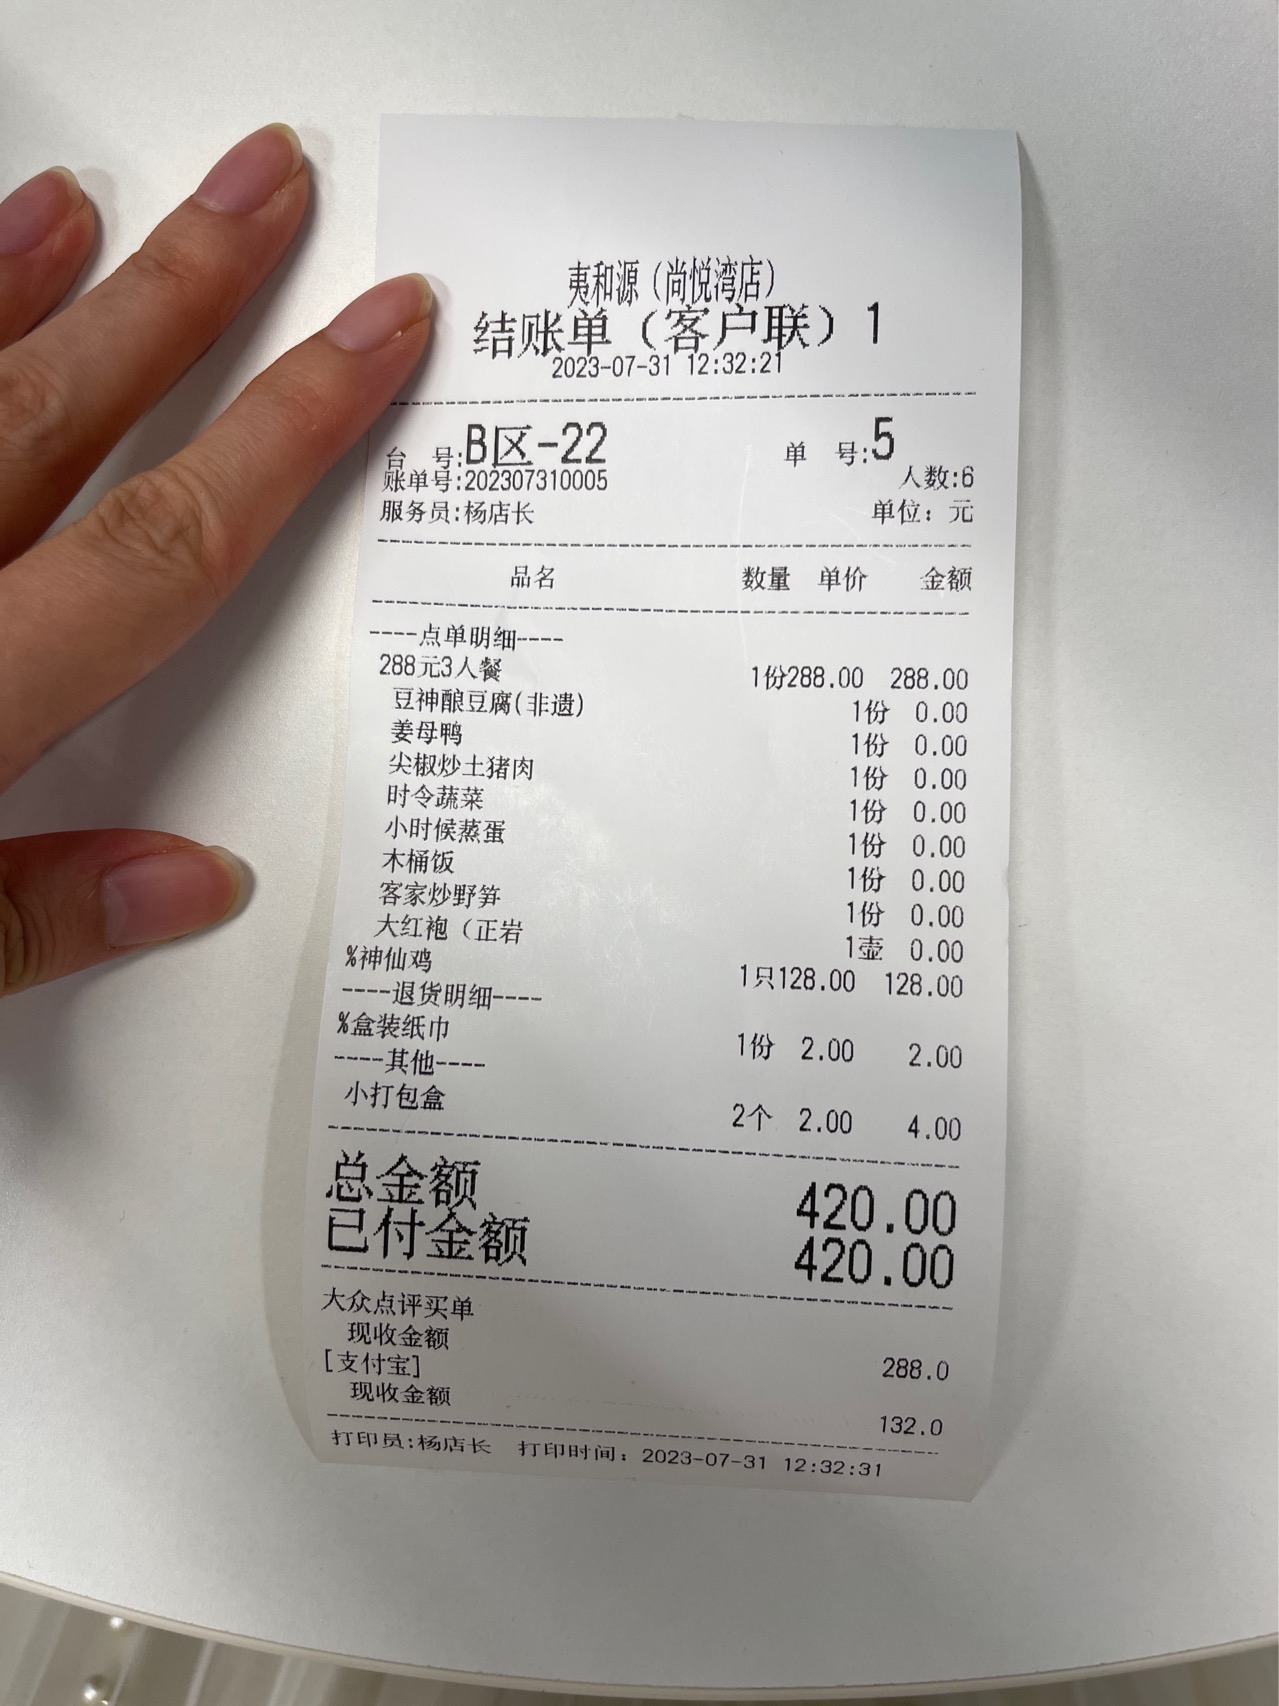 夷和源（尚悦湾店）
结账单（客户联）1
2023-07-31 12:32:21
台 号:B区-22 单 号:5
账单号:202307310005 人数:6
服务员:杨店长 单位：元
品名 数量 单价 金额
----点单明细----
288元3人餐 1份288.00 288.00
豆神酿豆腐(非遗) 1份 0.00
姜母鸭 1份 0.00
尖椒炒土猪肉 1份 0.00
时令蔬菜 1份 0.00
小时候蒸蛋 1份 0.00
木桶饭 1份 0.00
客家炒野笋 1份 0.00
大红袍（正岩 1壶 0.00
%神仙鸡 1只128.00 128.00
----退货明细----
%盒装纸巾 1份 2.00 2.00
----其他----
小打包盒 2个 2.00 4.00
总金额 420.00
已付金额 420.00
大众点评买单
现收金额 288.0
[支付宝]
现收金额 132.0
打印员:杨店长 打印时间：2023-07-31 12:32:31